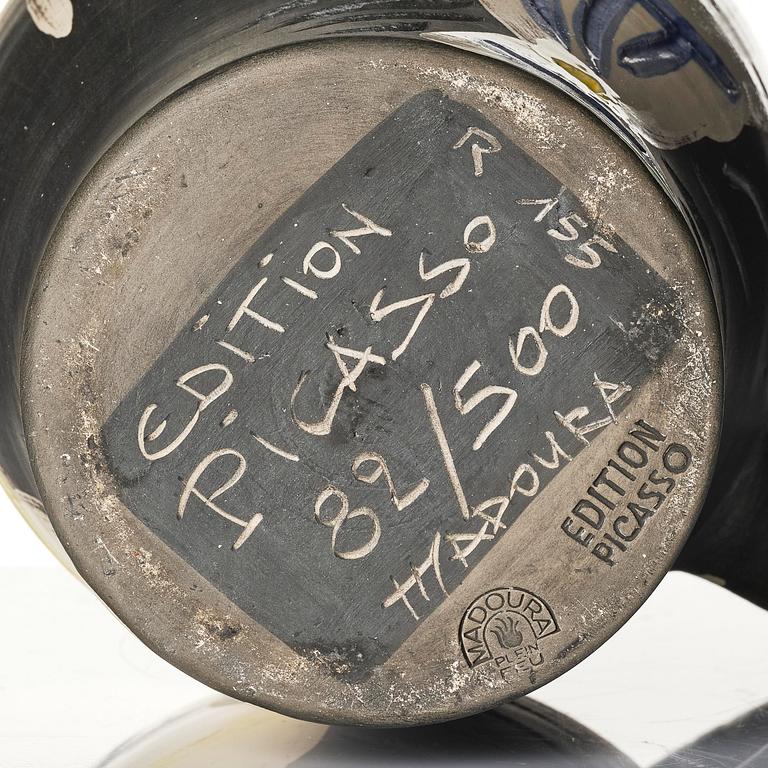 R 155
EDITION
PICASSO
82/500
MADOURA
EDITION
PICASSO
MADOURA
PLEIN
FEU